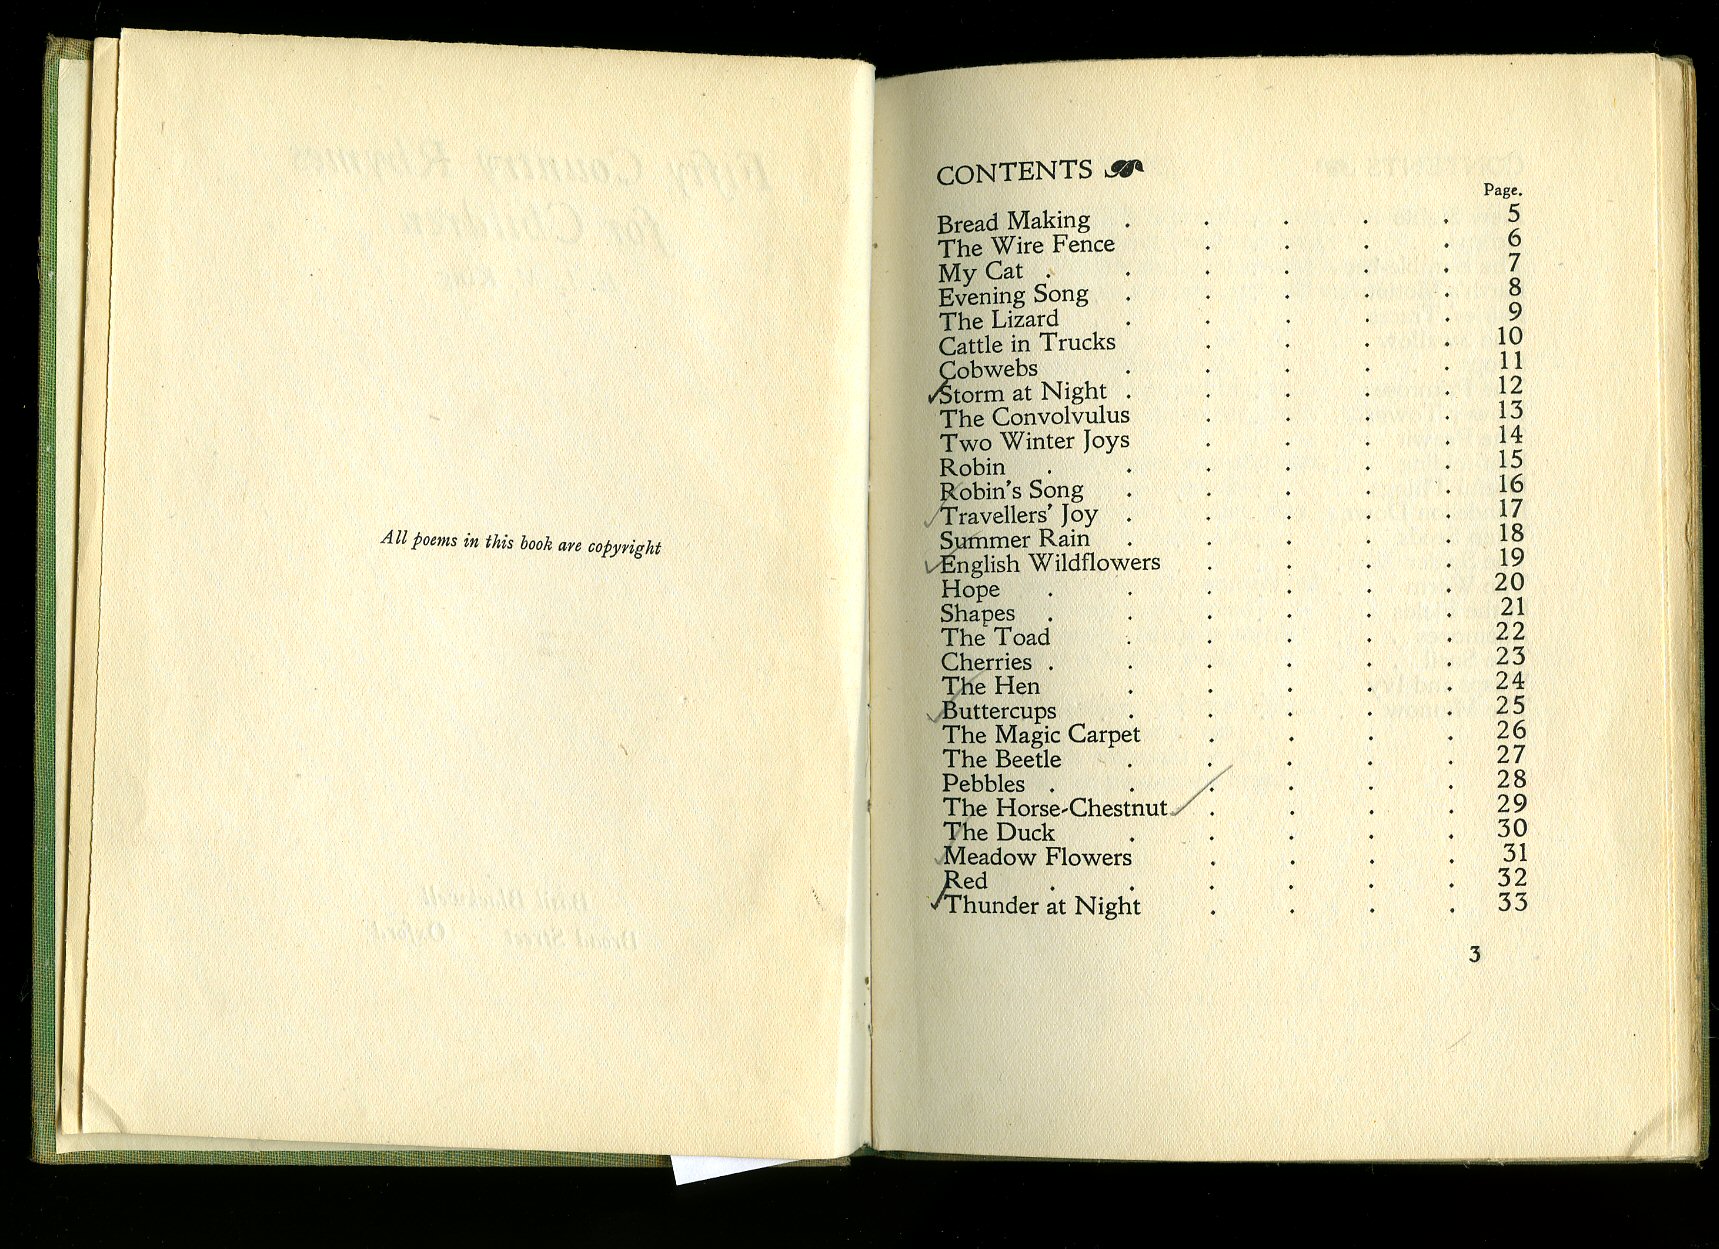 All poems in this book are copyright
CONTENTS
Page.
Bread Making . . . . . 5
The Wire Fence . . . . 6
My Cat . . . . . . 7
Evening Song . . . . . 8
The Lizard . . . . . 9
Cattle in Trucks . . . . 10
Cobwebs . . . . . 11
Storm at Night . . . . . 12
The Convolvulus . . . . 13
Two Winter Joys . . . . 14
Robin . . . . . . 15
Robin's Song . . . . . 16
Travellers' Joy . . . . . 17
Summer Rain . . . . . 18
English Wildflowers . . . . 19
Hope . . . . . . 20
Shapes . . . . . . 21
The Toad . . . . . 22
Cherries . . . . . . 23
The Hen . . . . . 24
Buttercups . . . . . 25
The Magic Carpet . . . . 26
The Beetle . . . . . 27
Pebbles . . . . . . 28
The Horse-Chestnut . . . . 29
The Duck . . . . . 30
Meadow Flowers . . . . 31
Red . . . . . . 32
Thunder at Night . . . . 33
3